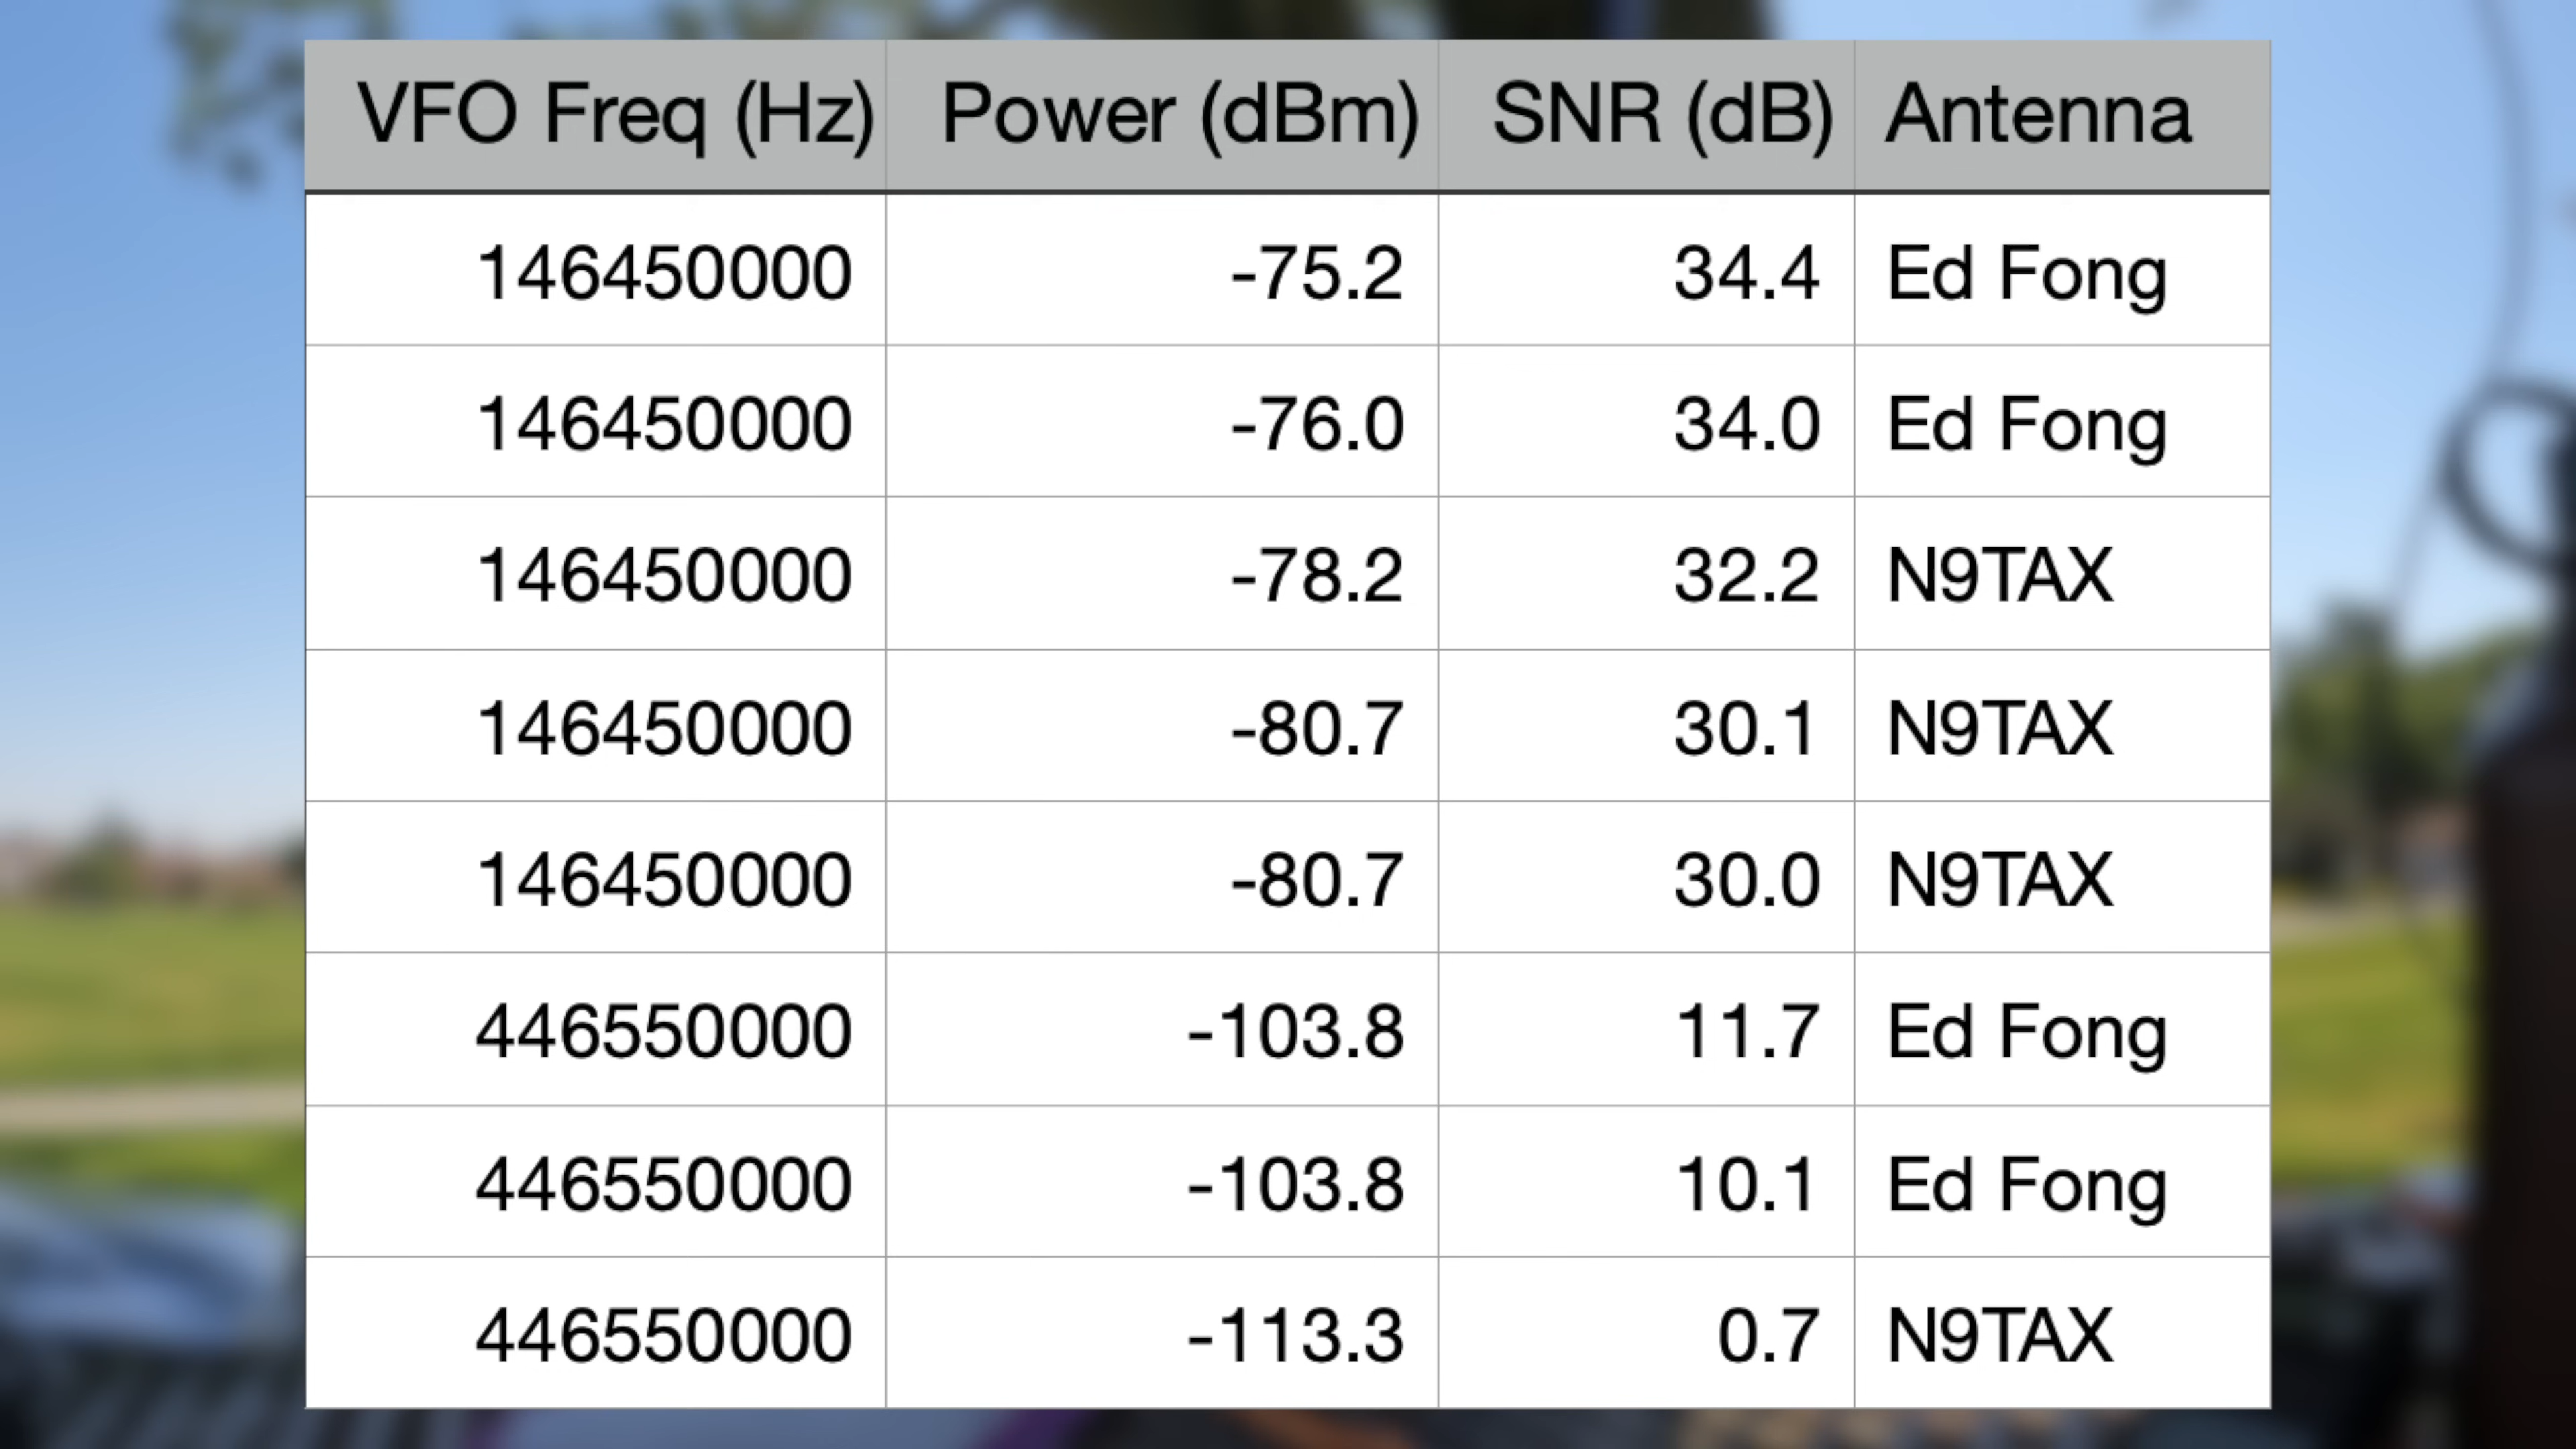 VFO Freq (Hz) Power (dBm) SNR (dB) Antenna
146450000 -75.2 34.4 Ed Fong
146450000 -76.0 34.0 Ed Fong
146450000 -78.2 32.2 N9TAX
146450000 -80.7 30.1 N9TAX
146450000 -80.7 30.0 N9TAX
446550000 -103.8 11.7 Ed Fong
446550000 -103.8 10.1 Ed Fong
446550000 -113.3 0.7 N9TAX